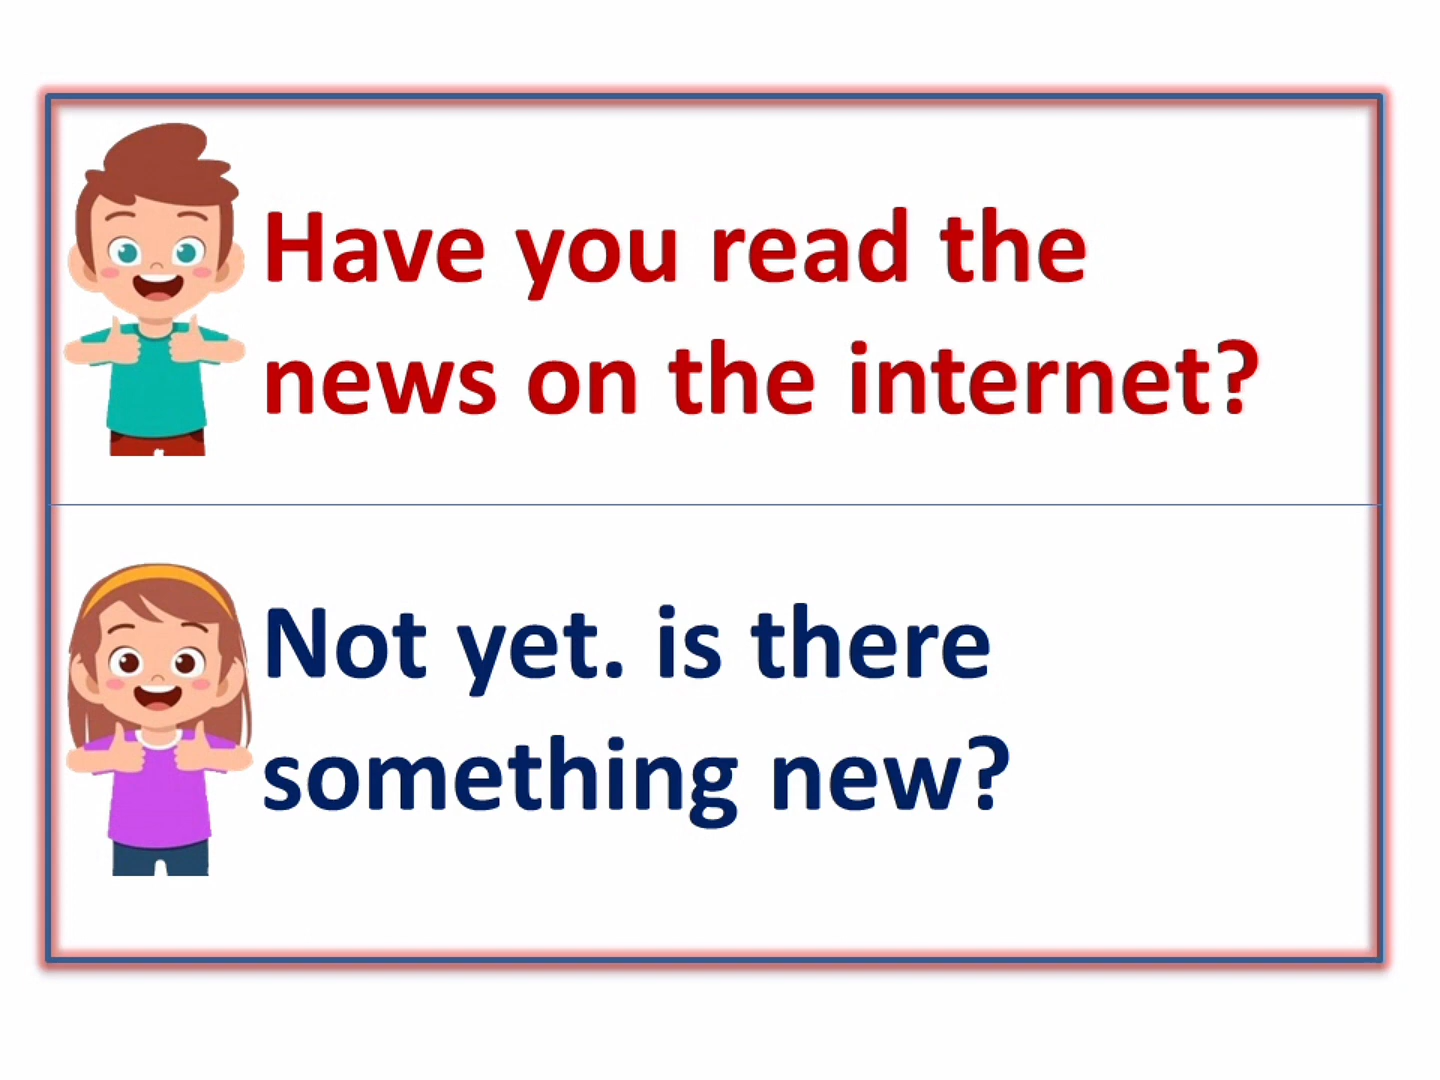 Have you read the
news on the internet?
Not yet. is there
something new?